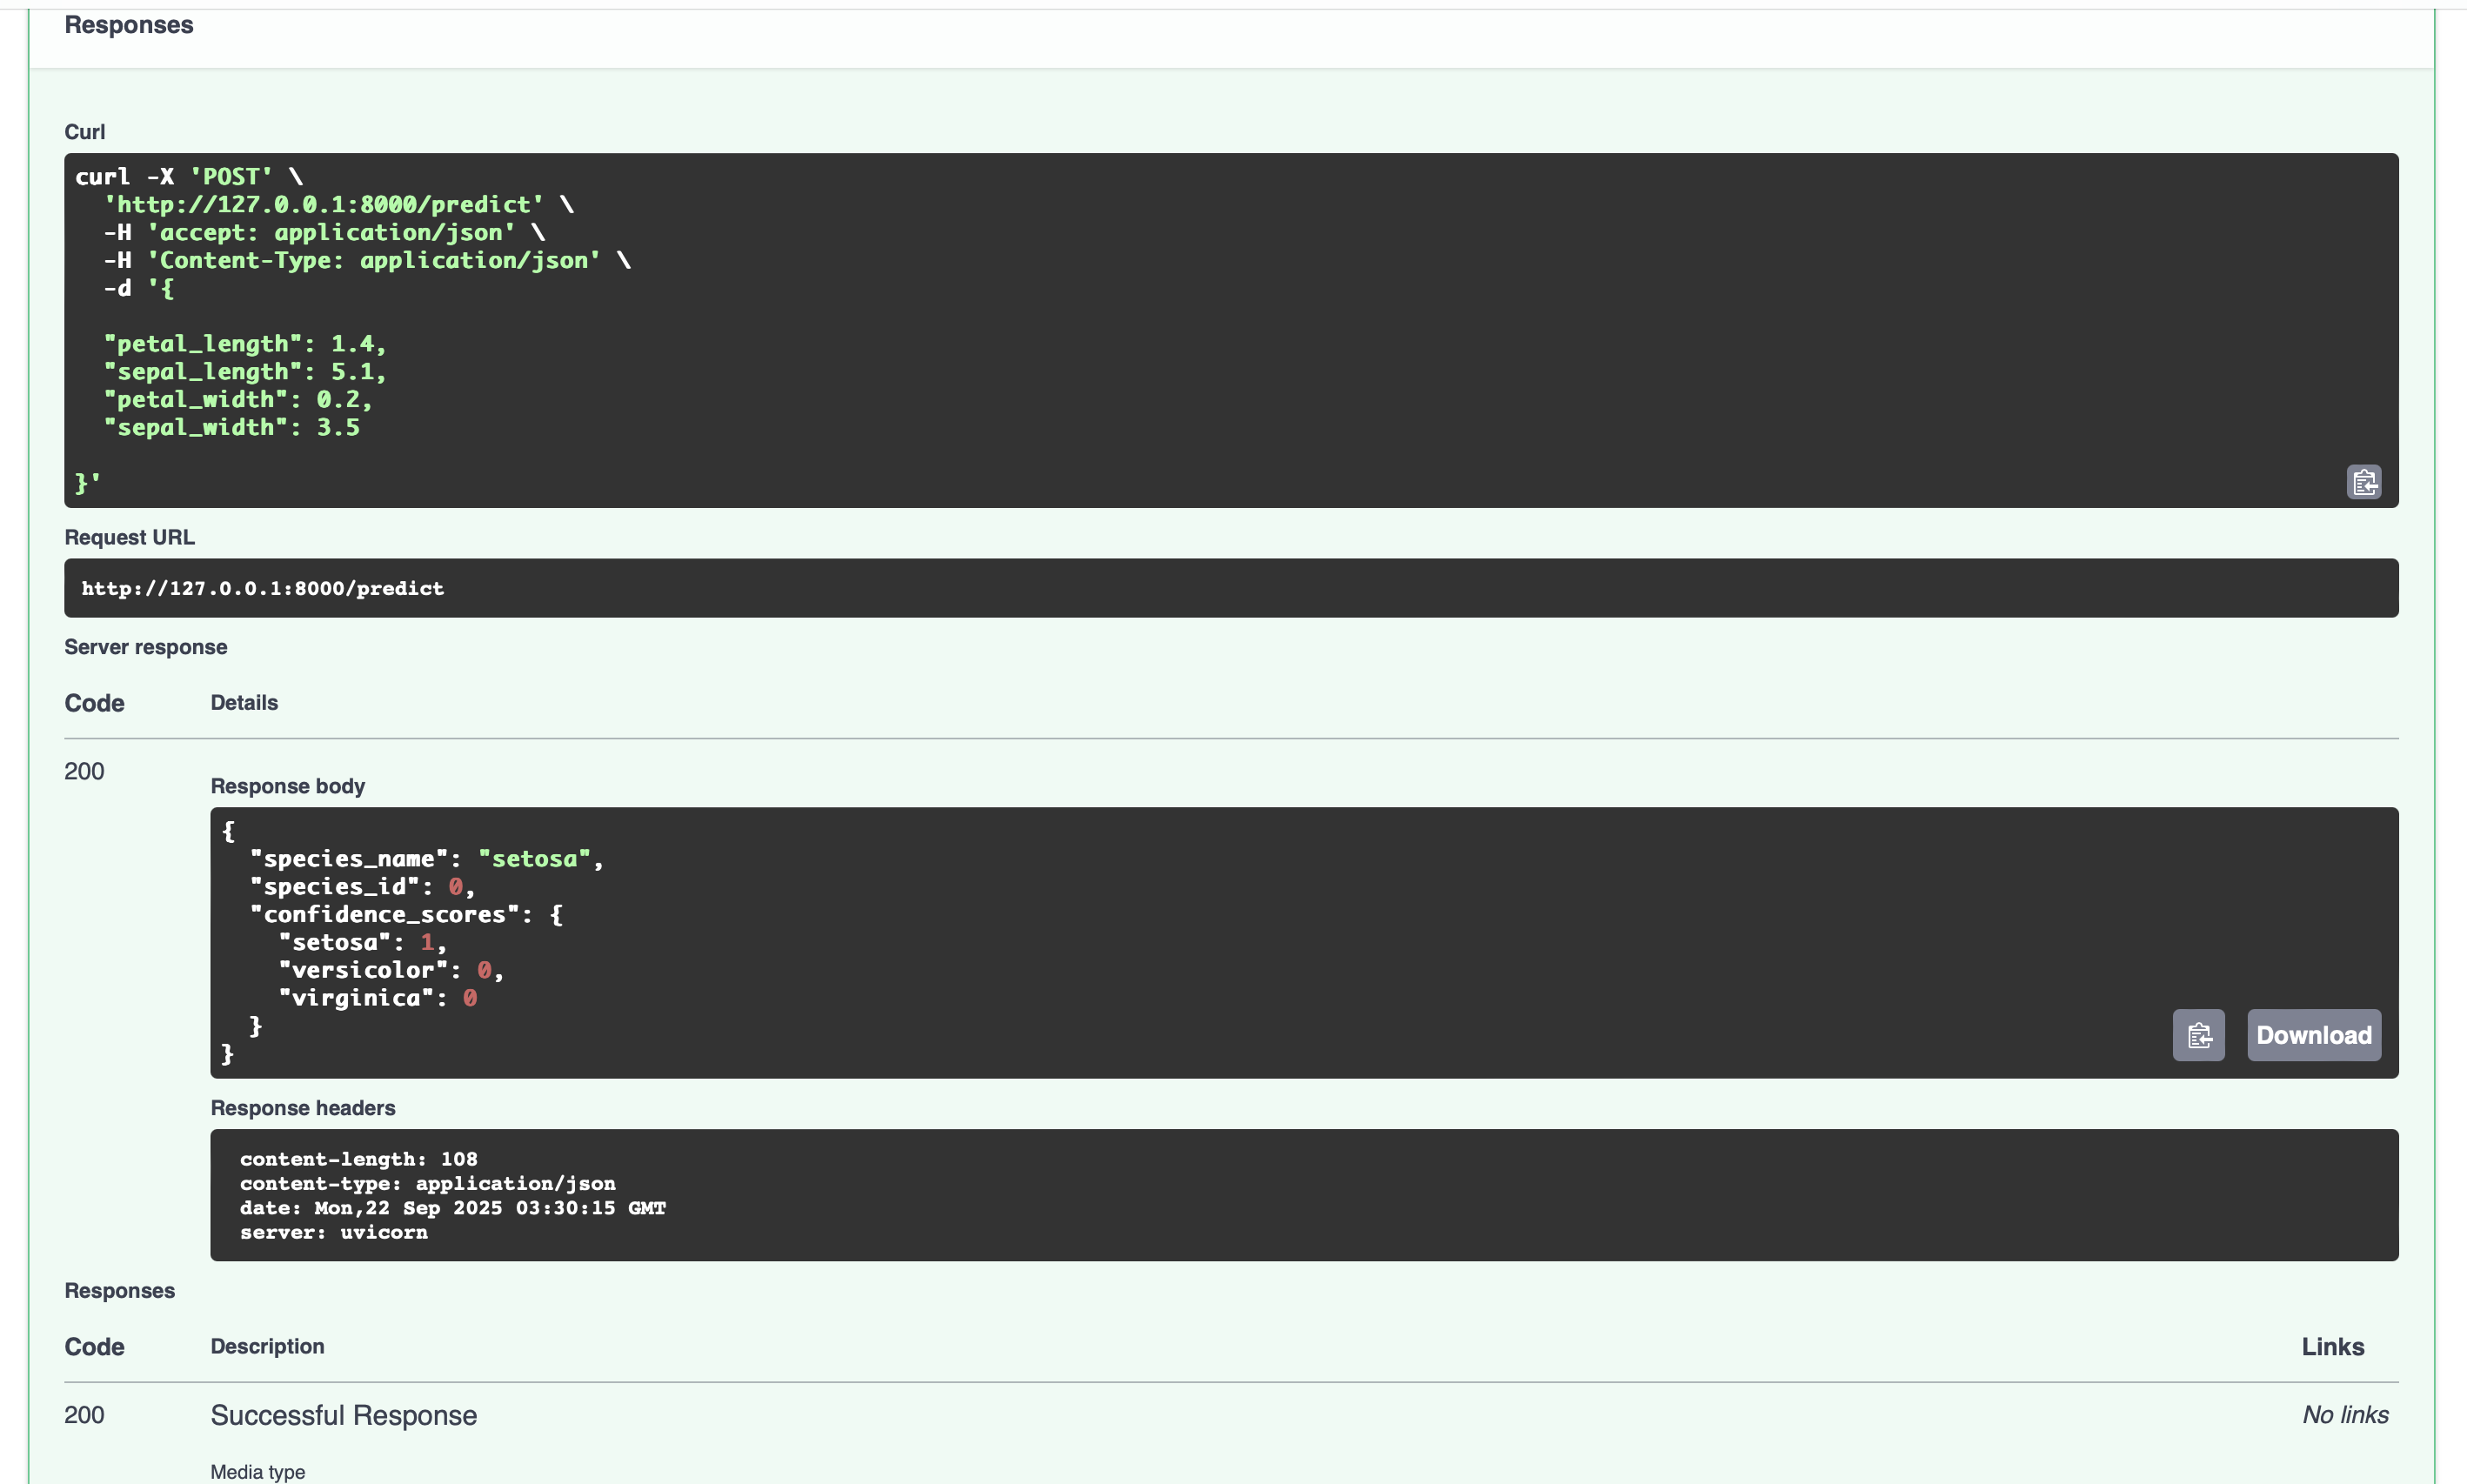 Responses
Curl
curl -X 'POST' \
  'http://127.0.0.1:8000/predict' \
  -H 'accept: application/json' \
  -H 'Content-Type: application/json' \
  -d '{
  "petal_length": 1.4,
  "sepal_length": 5.1,
  "petal_width": 0.2,
  "sepal_width": 3.5
}'
Request URL
http://127.0.0.1:8000/predict
Server response
Code Details
200
Response body
{
  "species_name": "setosa",
  "species_id": 0,
  "confidence_scores": {
    "setosa": 1,
    "versicolor": 0,
    "virginica": 0
  }
}
Download
Response headers
content-length: 108
content-type: application/json
date: Mon,22 Sep 2025 03:30:15 GMT
server: uvicorn
Responses
Code Description Links
200 Successful Response No links
Media type